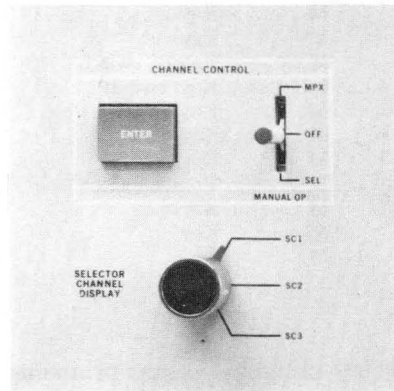 CHANNEL CONTROL
ENTER
MPX
OFF
SEL
MANUAL OP
SELECTOR
CHANNEL
DISPLAY
SC1
SC2
SC3